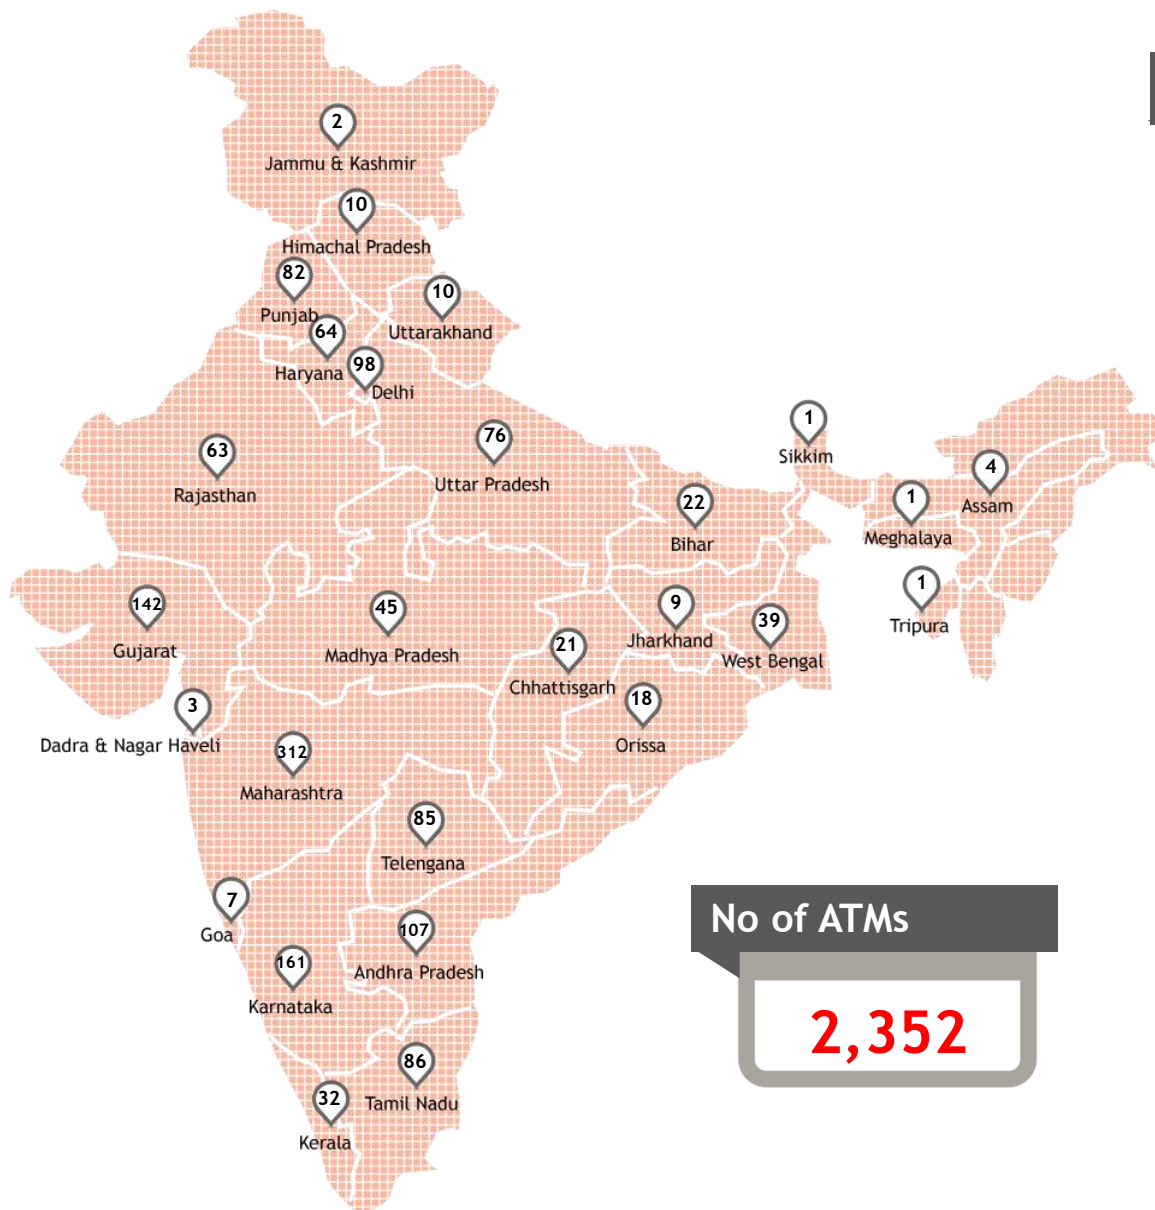 2
Jammu & Kashmir
10
Himachal Pradesh
82
Punjab
10
Uttarakhand
64
Haryana
98
Delhi
1
Sikkim
63
Rajasthan
76
Uttar Pradesh
4
Assam
22
Bihar
1
Meghalaya
142
Gujarat
45
Madhya Pradesh
9
Jharkhand
1
Tripura
39
West Bengal
21
Chhattisgarh
3
Dadra & Nagar Haveli
18
Orissa
312
Maharashtra
85
Telengana
7
Goa
107
Andhra Pradesh
161
Karnataka
No of ATMs
2,352
86
Tamil Nadu
32
Kerala